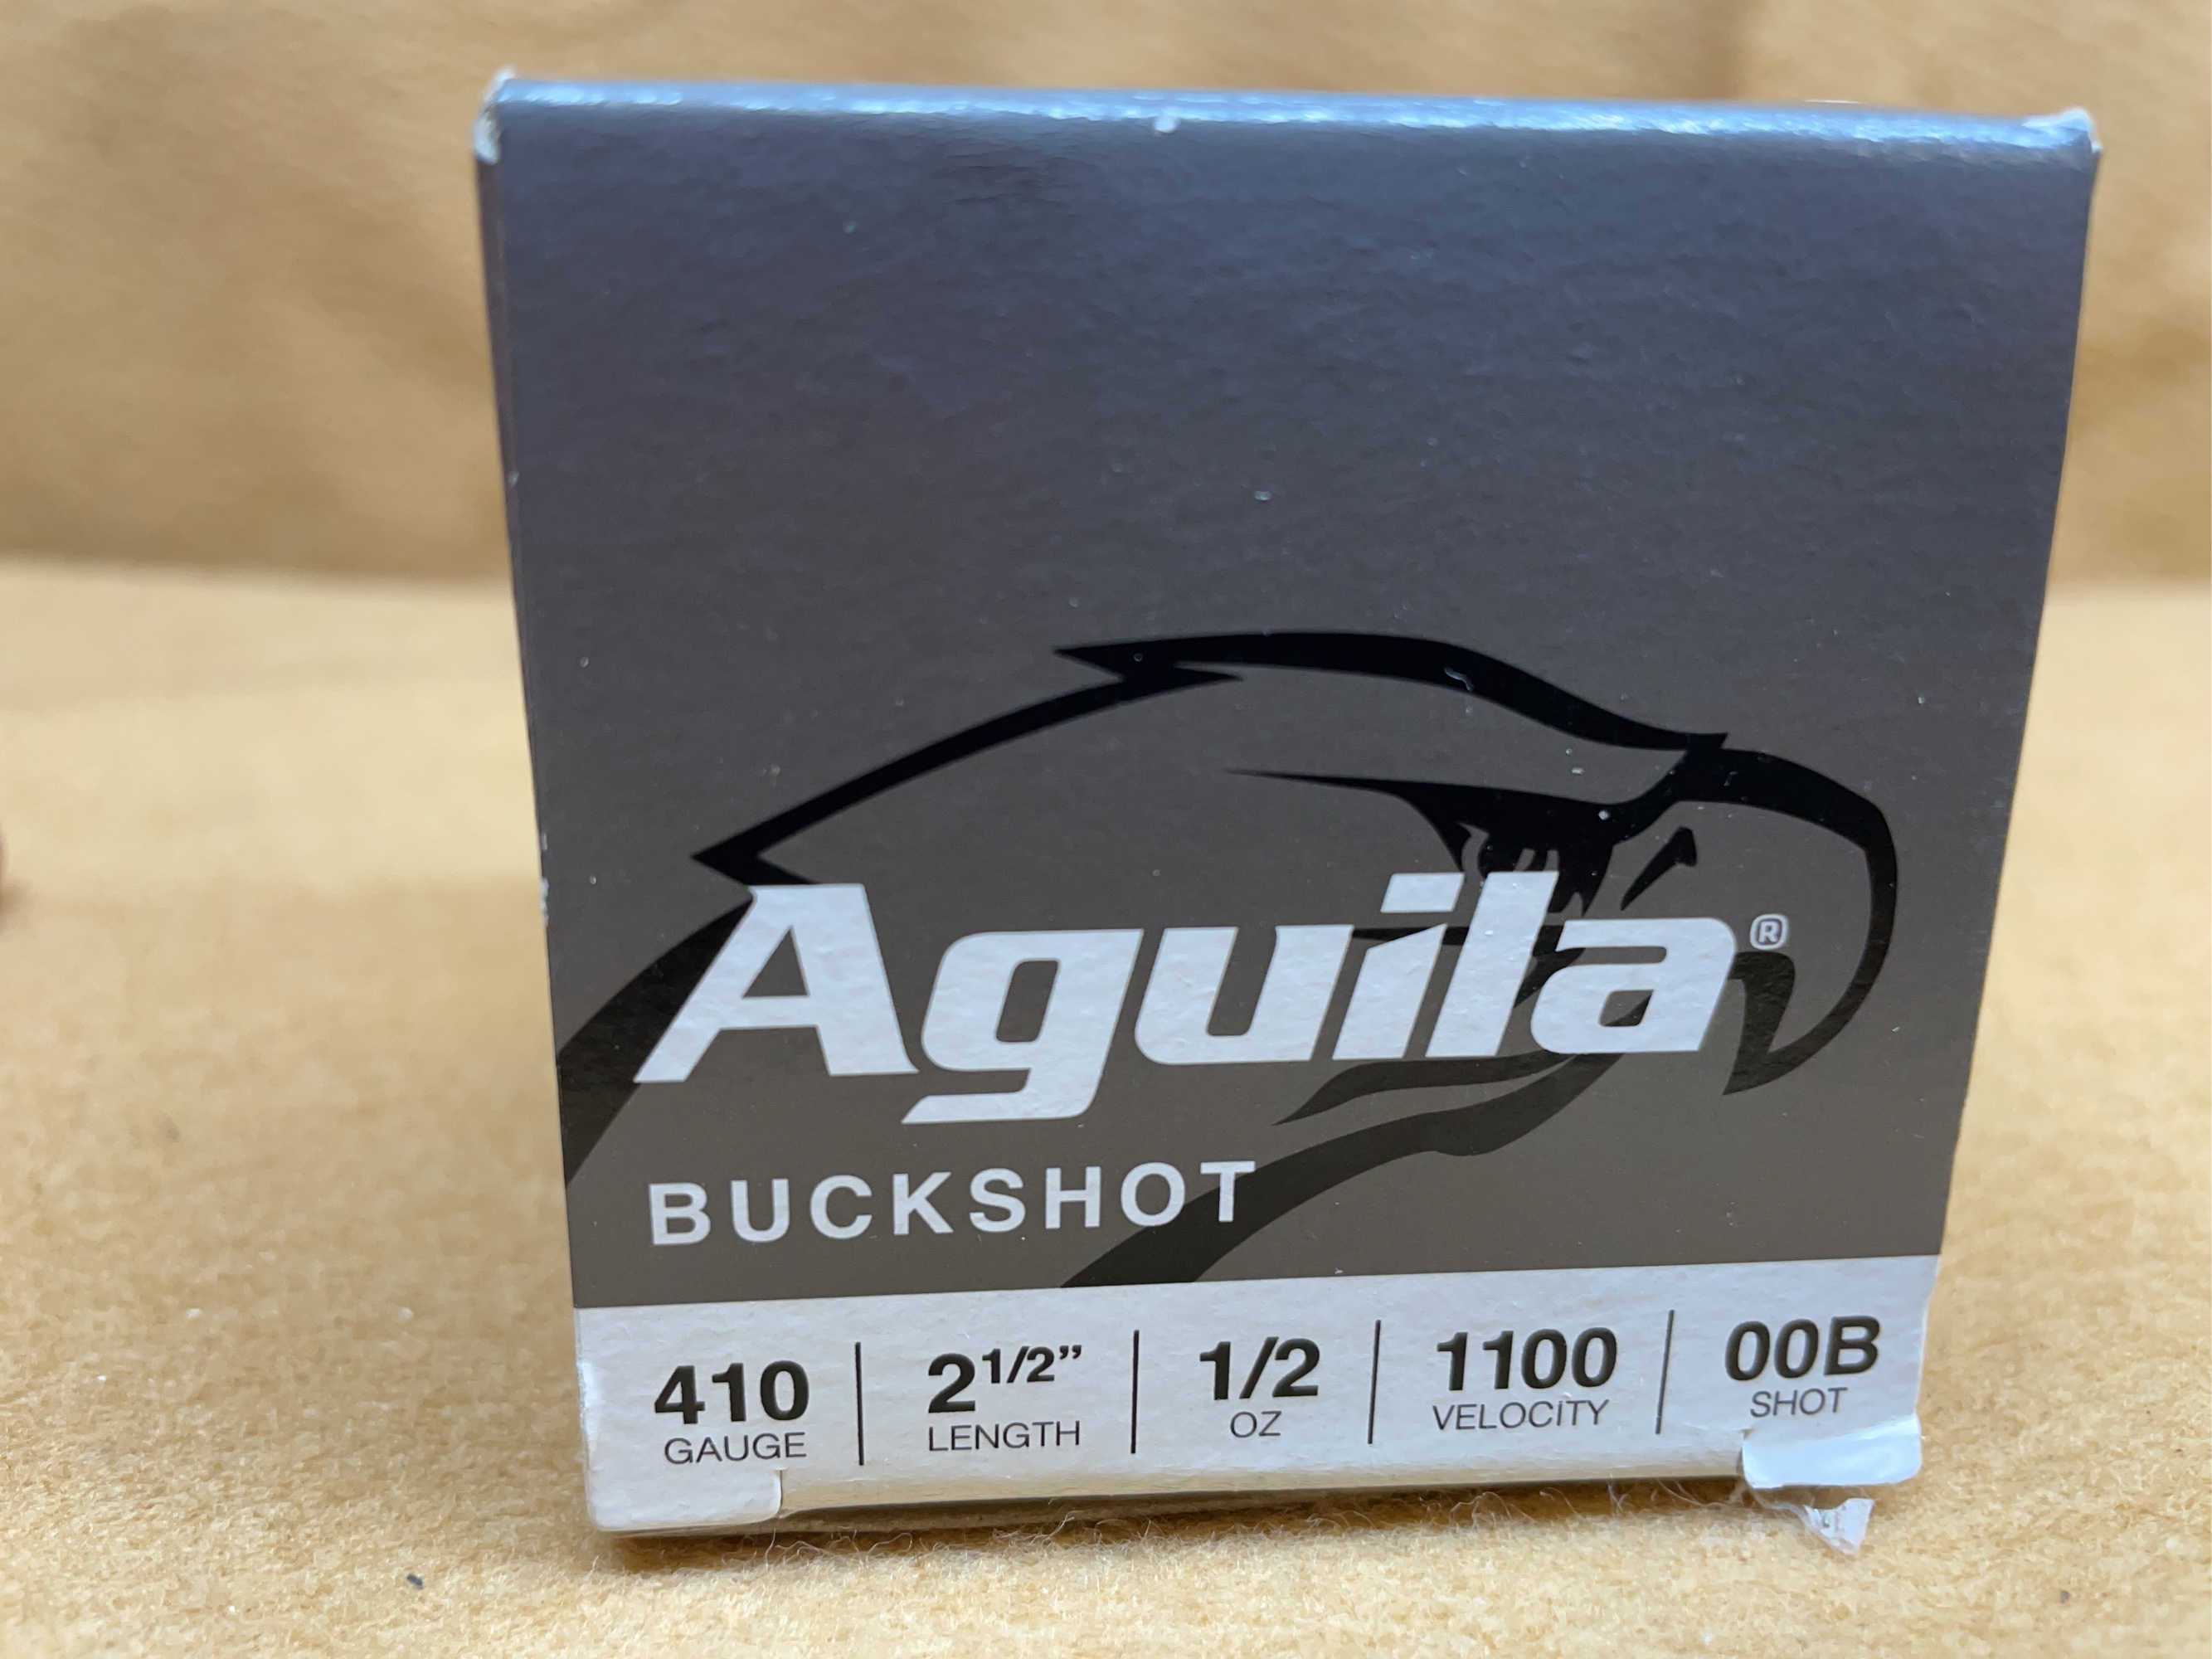 Aguila®
BUCKSHOT
410 2 1/2” 1/2 1100 00B
GAUGE LENGTH OZ VELOCITY SHOT